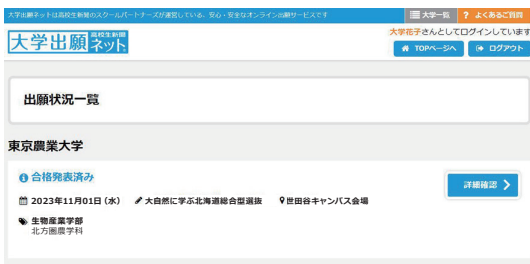 大学出願ネットは高校生新聞のスクールパートナーズが運営している、安心・安全なオンライン出願サービスです
大学一覧 ? よくあるご質問
大学出願 高校生新聞 ネット
大学花子さんとしてログインしています
TOPページへ ログアウト
出願状況一覧
東京農業大学
合格発表済み
詳細確認
2023年11月01日 (水) 大自然に学ぶ北海道総合型選抜 世田谷キャンパス会場
生物産業学部
北方圏農学科